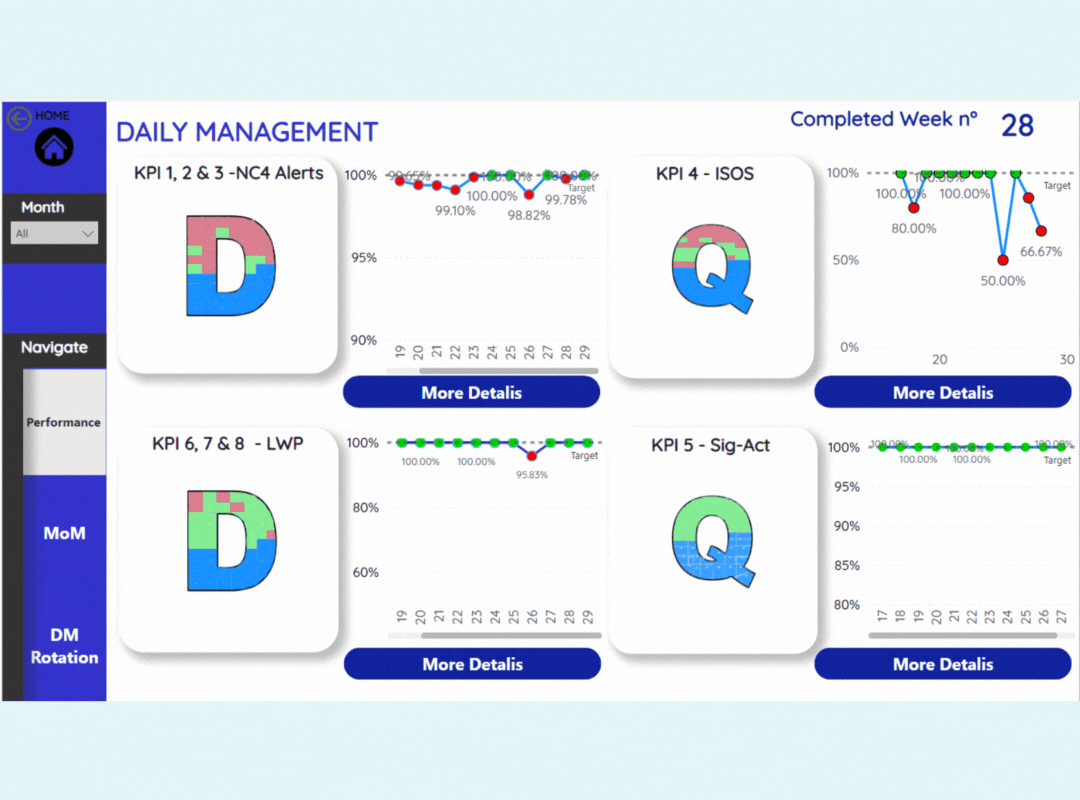 HOME
DAILY MANAGEMENT
Completed Week n° 28
Month
All
Navigate
Performance
MoM
DM
Rotation
KPI 1, 2 & 3 -NC4 Alerts
D
100%
95%
90%
99.65%
99.10%
100.00%
98.82%
99.78%
Target
19 20 21 22 23 24 25 26 27 28 29
More Detalis
KPI 4 - ISOS
Q
100%
50%
0%
100.00%
80.00%
100.00%
50.00%
66.67%
Target
20 30
More Detalis
KPI 6, 7 & 8 - LWP
D
100%
80%
60%
100.00%
100.00%
95.83%
Target
19 20 21 22 23 24 25 26 27 28 29
More Detalis
KPI 5 - Sig-Act
Q
100%
95%
90%
85%
80%
100.00%
100.00%
100.00%
100.00%
Target
17 18 19 20 21 22 23 24 25 26 27
More Detalis